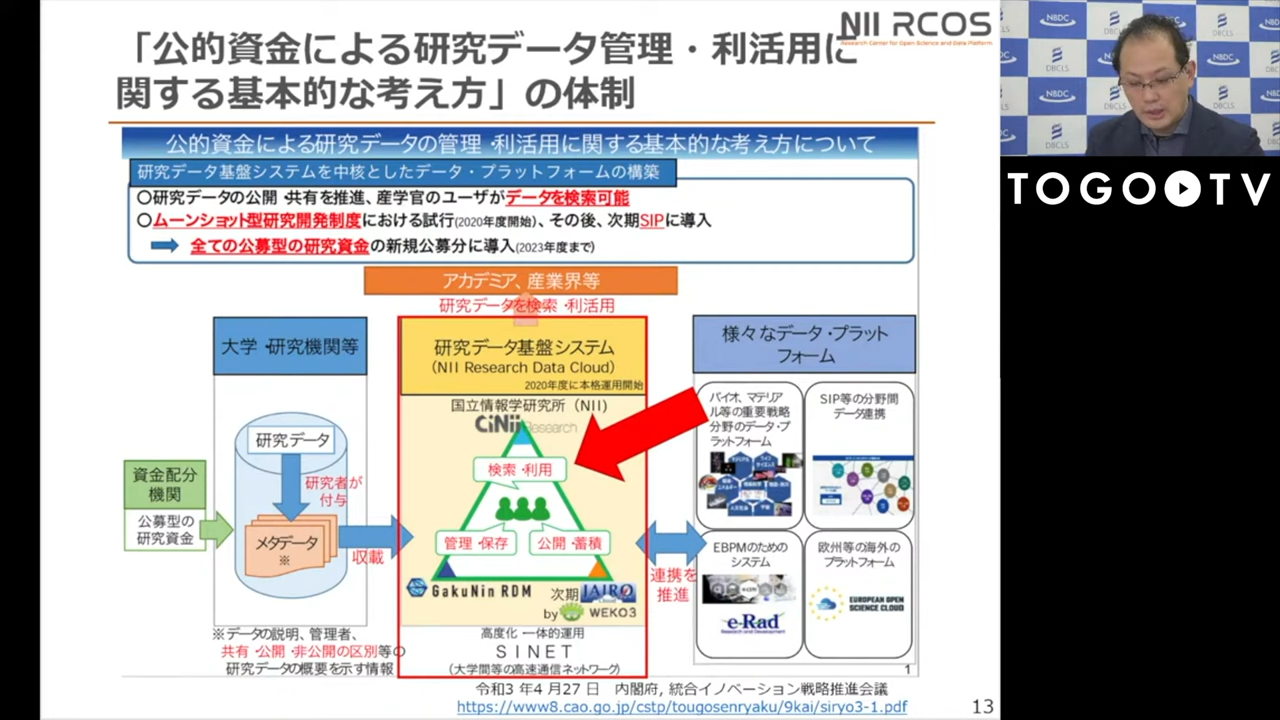 NII RCOS
Research Center for Open Science and Data Platform
「公的資金による研究データ管理・利活用に
関する基本的な考え方」の体制
公的資金による研究データの管理・利活用に関する基本的な考え方について
研究データ基盤システムを中核としたデータ・プラットフォームの構築
〇研究データの公開・共有を推進、産学官のユーザがデータを検索可能
〇ムーンショット型研究開発制度における試行(2020年度開始)、その後、次期SIPに導入
全ての公募型の研究資金の新規公募分に導入(2023年度まで)
アカデミア、産業界等
研究データを検索・利活用
大学・研究機関等
研究データ
研究者が
付与
メタデータ
※
資金配分
機関
公募型の
研究資金
収載
※データの説明、管理者、
共有・公開・非公開の区別等の
研究データの概要を示す情報
研究データ基盤システム
(NII Research Data Cloud)
2020年度に本格運用開始
国立情報学研究所（NII)
CiNii Research
検索・利用
管理・保存
公開・蓄積
GakuNin RDM
次期 JAIRO Cloud
by WEKO3
高度化・一体的運用
SINET
(大学間等の高速通信ネットワーク)
連携を
推進
様々なデータ・プラット
フォーム
バイオ、マテリア
ル等の重要戦略
分野のデータ・プ
ラットフォーム
SIP等の分野間
データ連携
EBPMのための
システム
e-CSTI
e-Rad
Research and Development
欧州等の海外の
プラットフォーム
EUROPEAN OPEN
SCIENCE CLOUD
1
令和3 年4 月27 日　内閣府, 統合イノベーション戦略推進会議
https://www8.cao.go.jp/cstp/tougosenryaku/9kai/siryo3-1.pdf
13
NBDC
DBCLS
TOGO TV